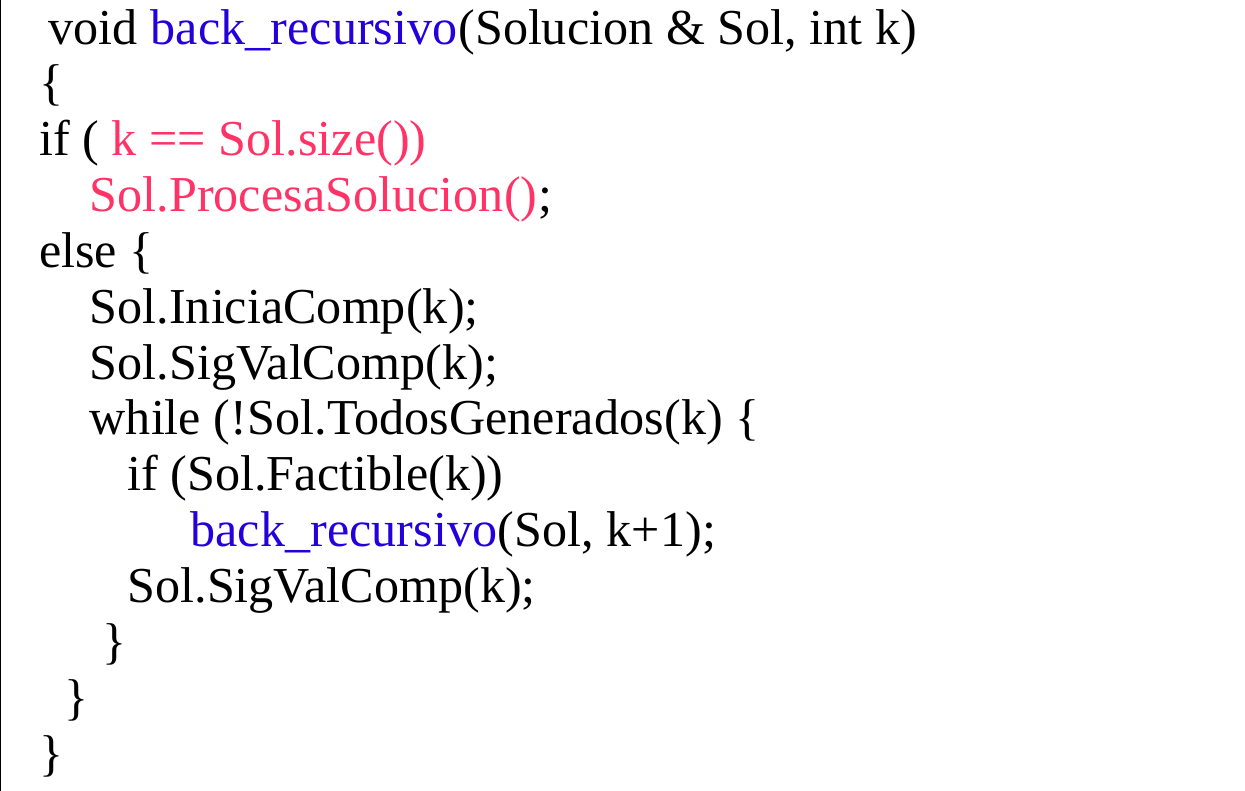 void back_recursivo(Solucion & Sol, int k)
{
if ( k == Sol.size())
Sol.ProcesaSolucion();
else {
Sol.IniciaComp(k);
Sol.SigValComp(k);
while (!Sol.TodosGenerados(k) {
if (Sol.Factible(k))
back_recursivo(Sol, k+1);
Sol.SigValComp(k);
}
}
}